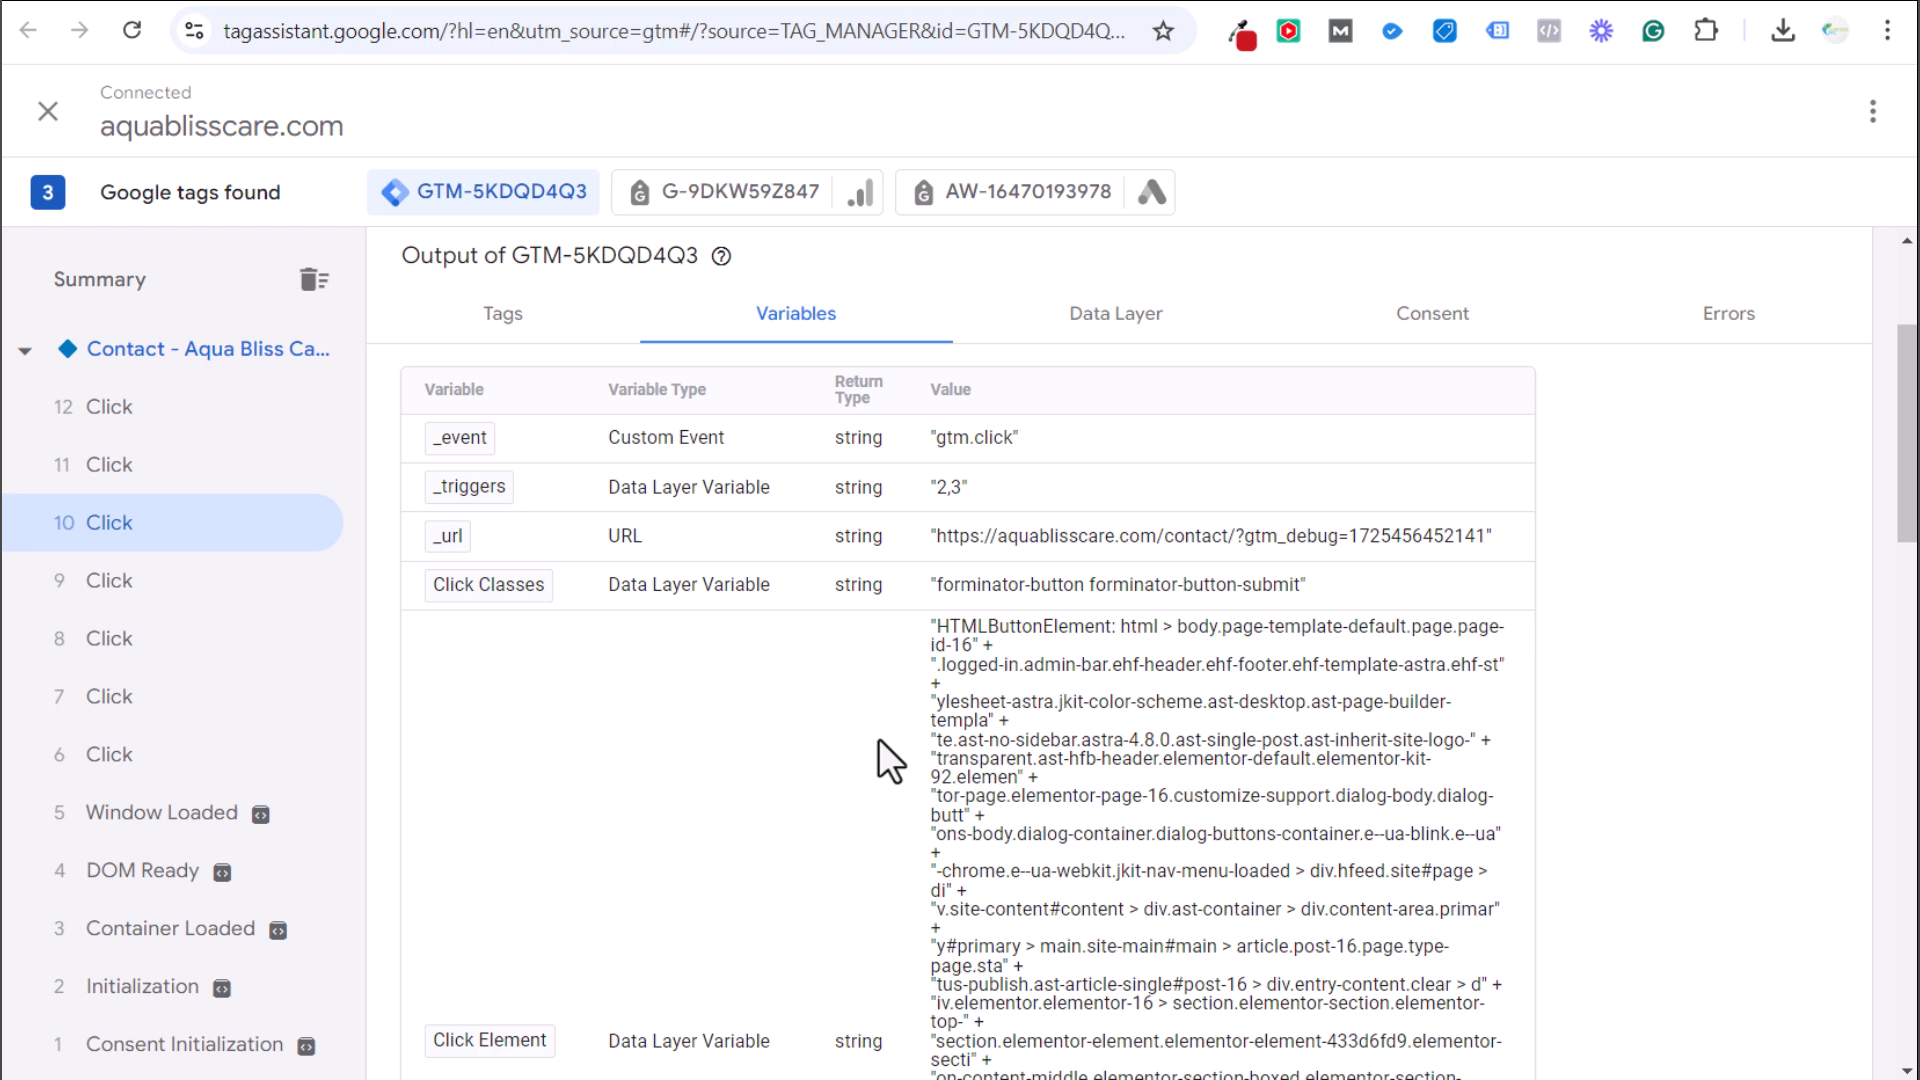 tagassistant.google.com/?hl=en&utm_source=gtm#/?source=TAG_MANAGER&id=GTM-5KDQD4Q...
Connected
aquablisscare.com
3
Google tags found
GTM-5KDQD4Q3
G-9DKW59Z847
AW-16470193978
Output of GTM-5KDQD4Q3
Summary
Tags
Variables
Data Layer
Consent
Errors
Contact - Aqua Bliss Ca...
12 Click
11 Click
10 Click
9 Click
8 Click
7 Click
6 Click
5 Window Loaded
4 DOM Ready
3 Container Loaded
2 Initialization
1 Consent Initialization
Variable Variable Type Return Type Value
_event Custom Event string "gtm.click"
_triggers Data Layer Variable string "2,3"
_url URL string "https://aquablisscare.com/contact/?gtm_debug=1725456452141"
Click Classes Data Layer Variable string "forminator-button forminator-button-submit"
"HTMLButtonElement: html > body.page-template-default.page.page-
id-16" +
".logged-in.admin-bar.ehf-header.ehf-footer.ehf-template-astra.ehf-st"
+
"ylesheet-astra.jkit-color-scheme.ast-desktop.ast-page-builder-
templa" +
"te.ast-no-sidebar.astra-4.8.0.ast-single-post.ast-inherit-site-logo-" +
"transparent.ast-hfb-header.elementor-default.elementor-kit-
92.elemen" +
"tor-page.elementor-page-16.customize-support.dialog-body.dialog-
butt" +
"ons-body.dialog-container.dialog-buttons-container.e--ua-blink.e--ua"
+
"-chrome.e--ua-webkit.jkit-nav-menu-loaded > div.hfeed.site#page >
di" +
"v.site-content#content > div.ast-container > div.content-area.primar"
+
"y#primary > main.site-main#main > article.post-16.page.type-
page.sta" +
"tus-publish.ast-article-single#post-16 > div.entry-content.clear > d" +
"iv.elementor.elementor-16 > section.elementor-section.elementor-
top-" +
Click Element Data Layer Variable string "section.elementor-element.elementor-element-433d6fd9.elementor-
secti" +
"on-content-middle.elementor-section-boxed.elementor-section-